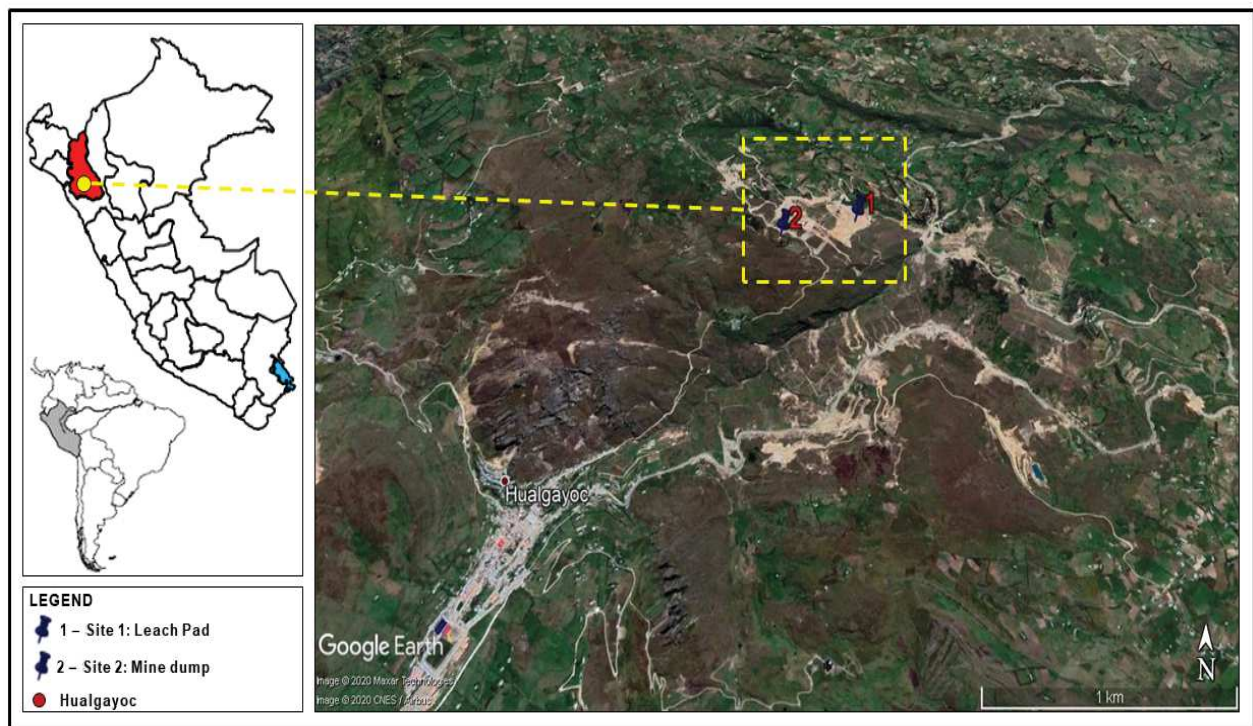 1
2
Hualgayoc
LEGEND
1 – Site 1: Leach Pad
2 – Site 2: Mine dump
Hualgayoc
Google Earth
Image © 2020 Maxar Technologies
Image © 2020 CNES / Airbus
N
1 km